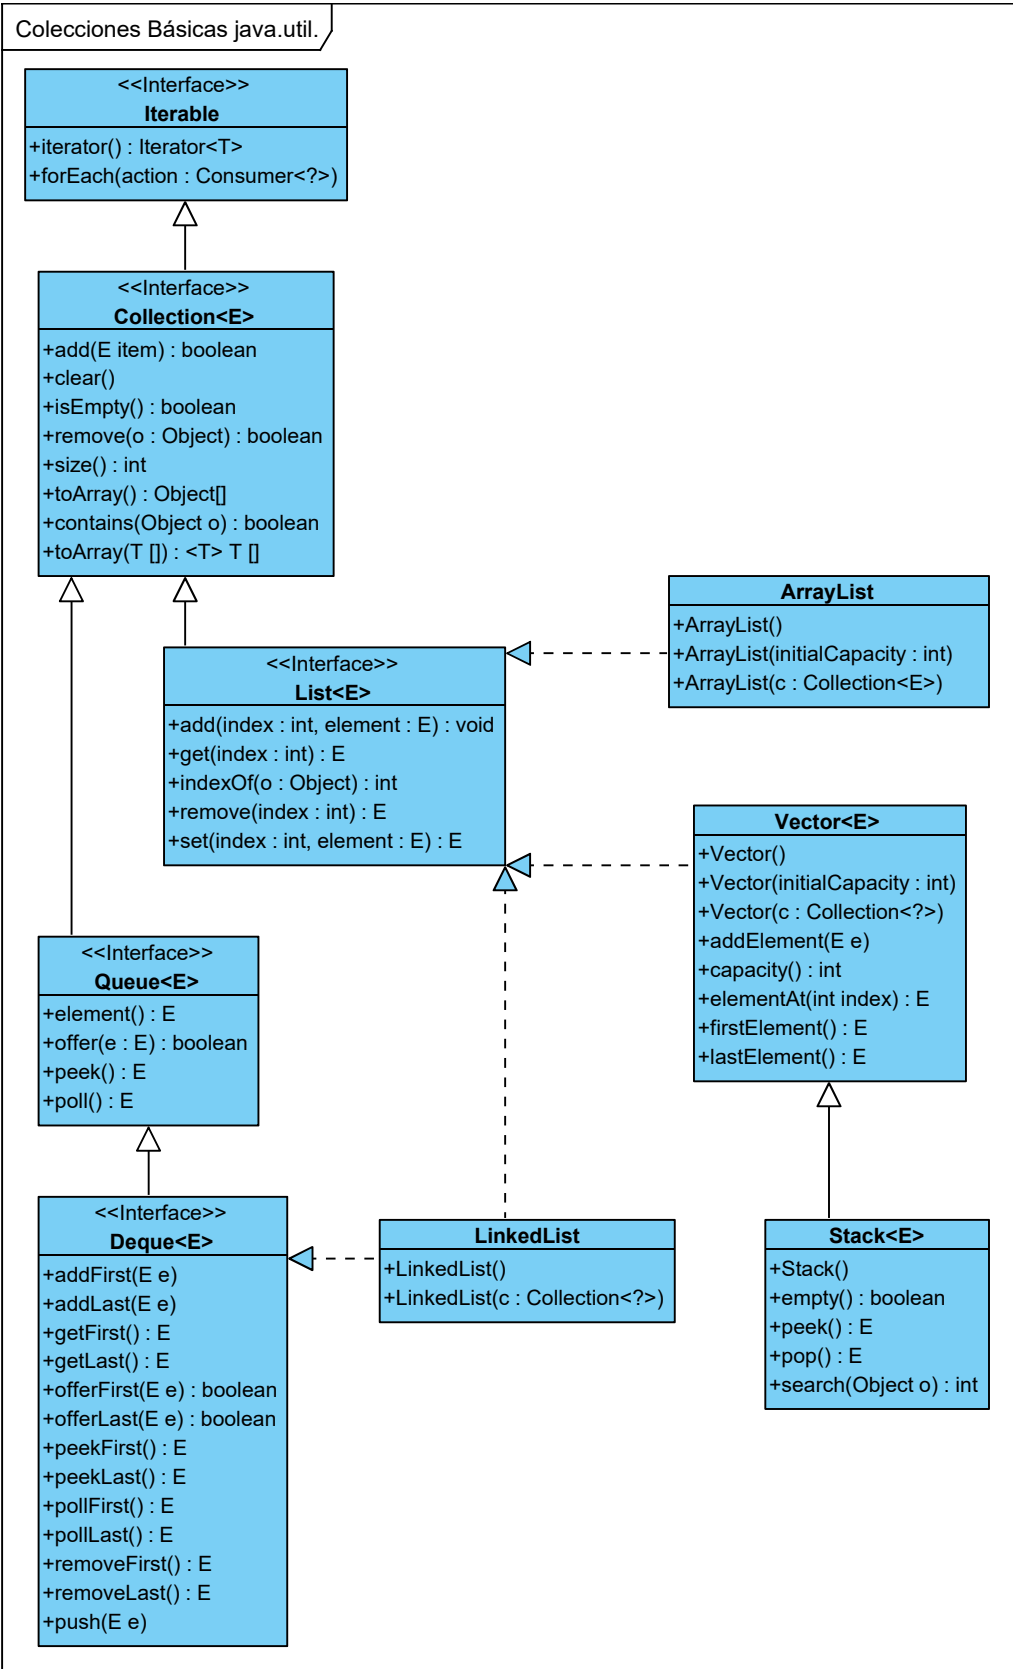 Colecciones Básicas java.util.
<<Interface>>
Iterable
+iterator() : Iterator<T>
+forEach(action : Consumer<?>)
<<Interface>>
Collection<E>
+add(E item) : boolean
+clear()
+isEmpty() : boolean
+remove(o : Object) : boolean
+size() : int
+toArray() : Object[]
+contains(Object o) : boolean
+toArray(T []) : <T> T []
ArrayList
+ArrayList()
+ArrayList(initialCapacity : int)
+ArrayList(c : Collection<E>)
<<Interface>>
List<E>
+add(index : int, element : E) : void
+get(index : int) : E
+indexOf(o : Object) : int
+remove(index : int) : E
+set(index : int, element : E) : E
Vector<E>
+Vector()
+Vector(initialCapacity : int)
+Vector(c : Collection<?>)
+addElement(E e)
+capacity() : int
+elementAt(int index) : E
+firstElement() : E
+lastElement() : E
<<Interface>>
Queue<E>
+element() : E
+offer(e : E) : boolean
+peek() : E
+poll() : E
<<Interface>>
Deque<E>
+addFirst(E e)
+addLast(E e)
+getFirst() : E
+getLast() : E
+offerFirst(E e) : boolean
+offerLast(E e) : boolean
+peekFirst() : E
+peekLast() : E
+pollFirst() : E
+pollLast() : E
+removeFirst() : E
+removeLast() : E
+push(E e)
LinkedList
+LinkedList()
+LinkedList(c : Collection<?>)
Stack<E>
+Stack()
+empty() : boolean
+peek() : E
+pop() : E
+search(Object o) : int